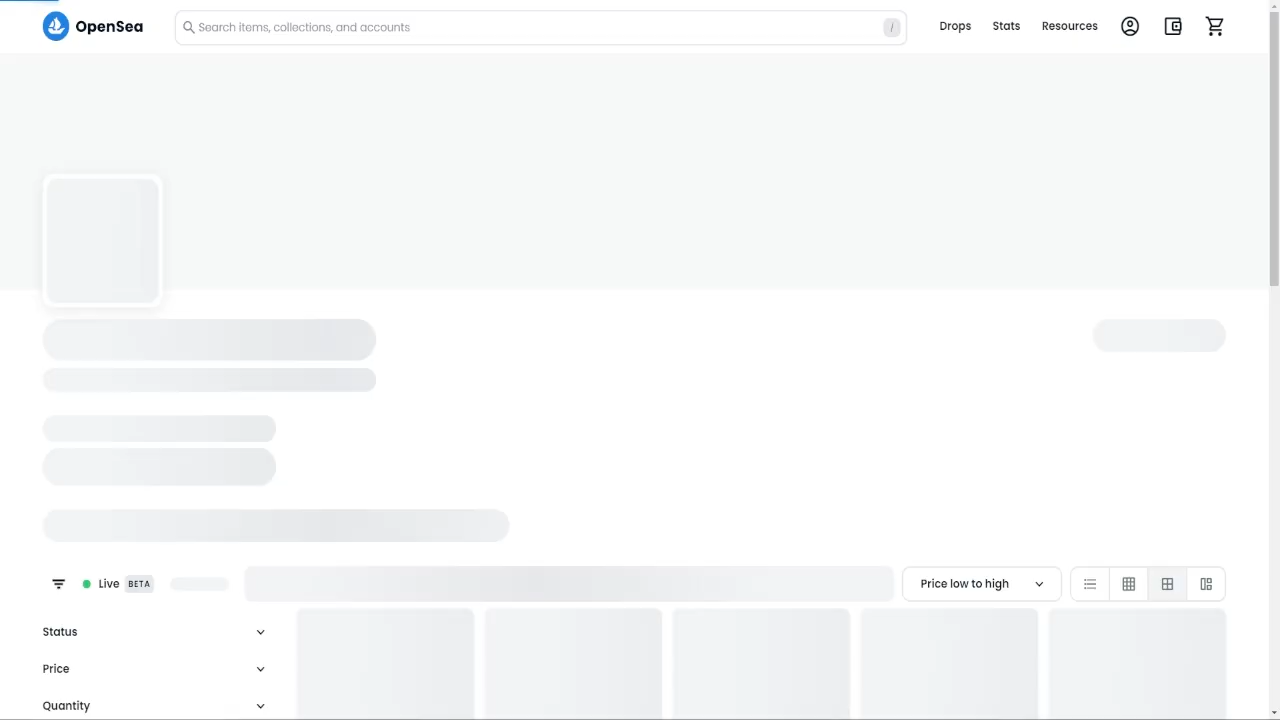 OpenSea
Search items, collections, and accounts
/
Drops
Stats
Resources
Live BETA
Price low to high
Status
Price
Quantity